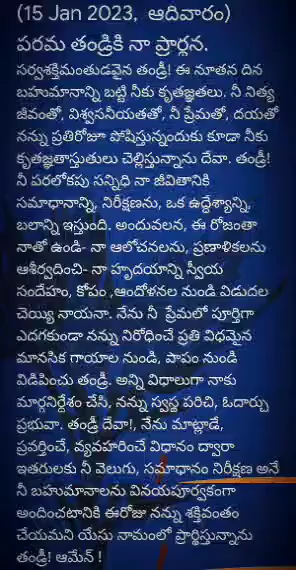 (15 Jan 2023, ఆదివారం)
పరమ తండ్రికి నా ప్రార్థన.
సర్వశక్తిమంతుడవైన తండ్రీ! ఈ నూతన దిన
బహుమానాన్ని బట్టి నీకు కృతజ్ఞతలు. నీ నిత్య
జీవంతో, విశ్వసనీయతతో, నీ ప్రేమతో, దయతో
నన్ను ప్రతిరోజూ పోషిస్తున్నందుకు కూడా నీకు
కృతజ్ఞతాస్తుతులు చెల్లిస్తున్నాను దేవా. తండ్రీ!
నీ పరలోకపు సన్నిధి నా జీవితానికి
సమాధానాన్ని, నిరీక్షణను, ఒక ఉద్దేశ్యాన్ని,
బలాన్ని ఇస్తుంది. అందువలన, ఈ రోజంతా
నాతో ఉండి- నా ఆలోచనలను, ప్రణాళికలను
ఆశీర్వదించి- నా హృదయాన్ని స్వీయ
సందేహం, కోపం ,ఆందోళనల నుండి విడుదల
చెయ్యి నాయనా. నేను నీ ప్రేమలో పూర్తిగా
ఎదగకుండా నన్ను నిరోధించే ప్రతి విధమైన
మానసిక గాయాల నుండి, పాపం నుండి
విడిపించు తండ్రీ. అన్ని విధాలుగా నాకు
మార్గనిర్దేశం చేసి, నన్ను స్వస్థ పరిచి, ఓదార్చు
ప్రభువా. తండ్రీ దేవా!, నేను మాట్లాడే,
ప్రవర్తించే, వ్యవహరించే విధానం ద్వారా
ఇతరులకు నీ వెలుగు, సమాధానం నిరీక్షణ అనే
నీ బహుమానాలను వినయపూర్వకంగా
అందించటానికి ఈరోజు నన్ను శక్తివంతం
చేయమని యేసు నామంలో ప్రార్థిస్తున్నాను
తండ్రీ! ఆమేన్ !